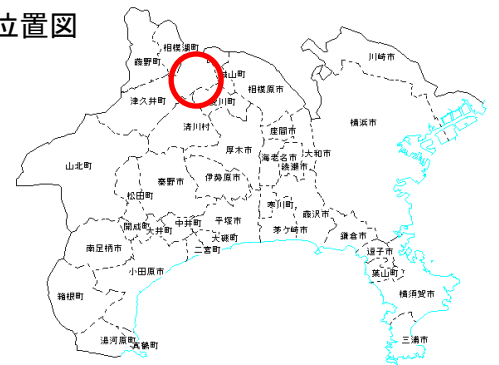 位置図
相模湖町
藤野町
城山町
川崎市
津久井町
愛川町
相模原市
横浜市
清川村
座間市
厚木市
大和市
海老名市
綾瀬市
山北町
秦野市
伊勢原市
松田町
寒川町
藤沢市
開成町
大井町
中井町
平塚市
茅ケ崎市
鎌倉市
南足柄市
大磯町
二宮町
逗子市
小田原市
葉山町
箱根町
横須賀市
湯河原町
真鶴町
三浦市